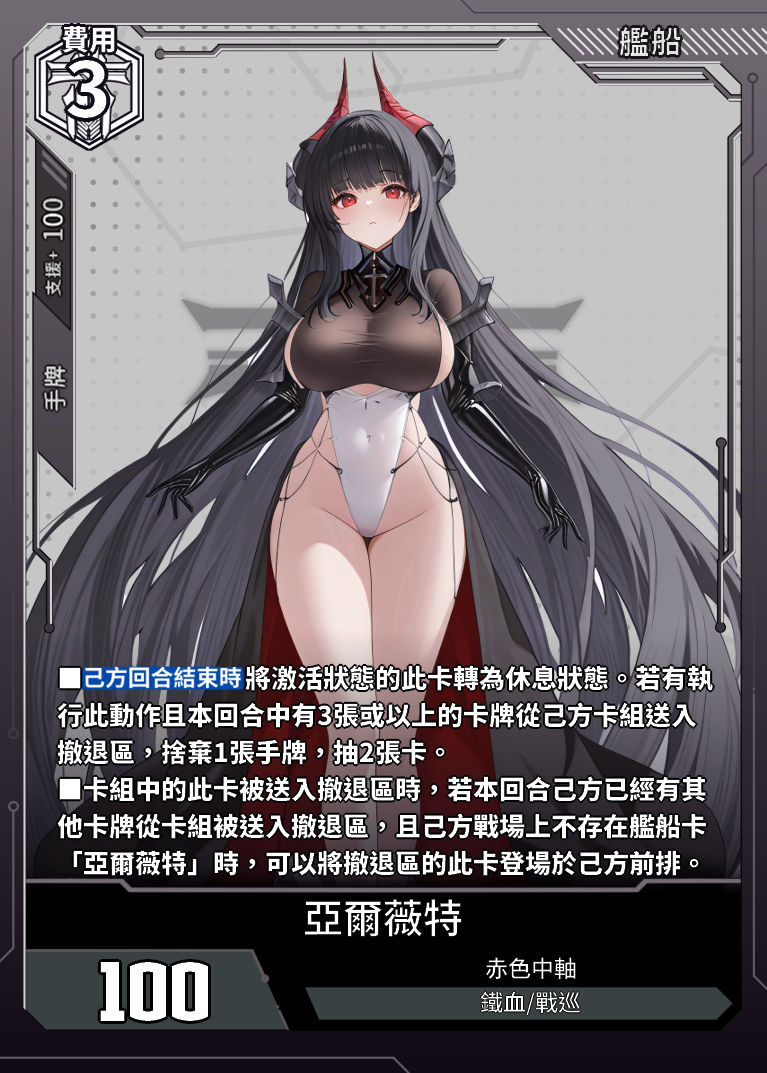 費用
3
艦船
支援+ 100
手牌
■己方回合結束時將激活狀態的此卡轉為休息狀態。若有執
行此動作且本回合中有3張或以上的卡牌從己方卡組送入
撤退區，捨棄1張手牌，抽2張卡。
■卡組中的此卡被送入撤退區時，若本回合己方已經有其
他卡牌從卡組被送入撤退區，且己方戰場上不存在艦船卡
「亞爾薇特」時，可以將撤退區的此卡登場於己方前排。
亞爾薇特
100
赤色中軸
鐵血/戰巡